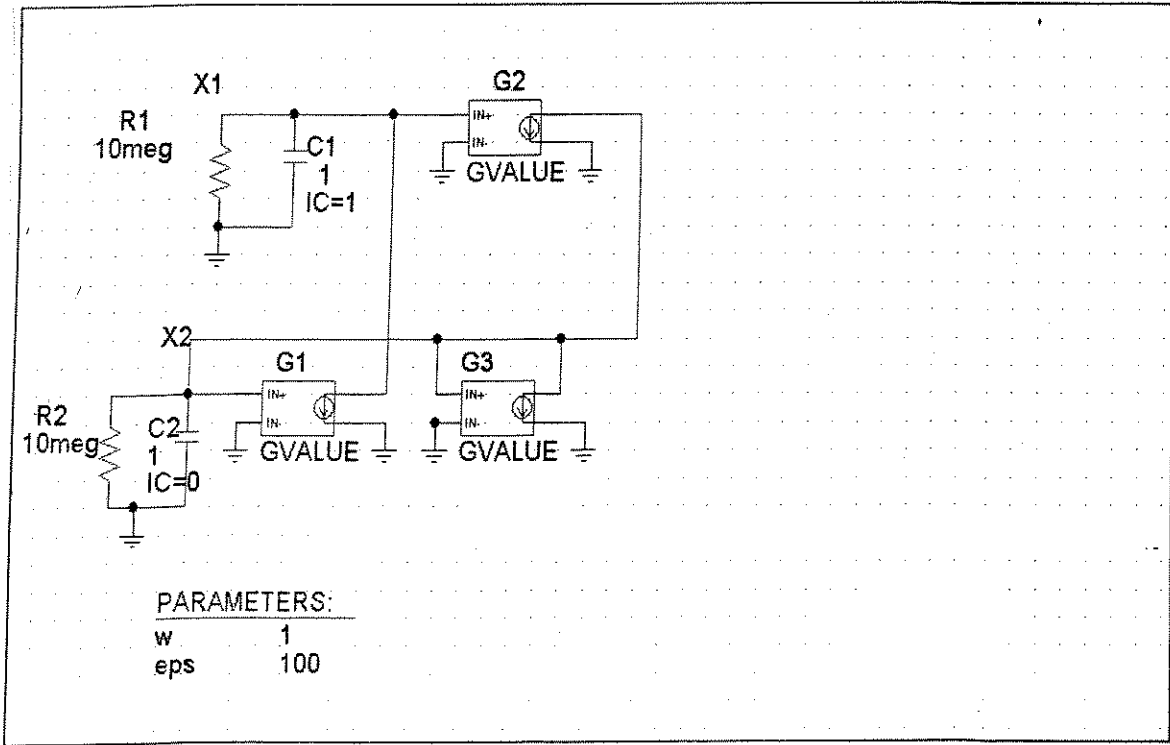 X1
G2
R1
10meg
IN+
IN-
C1
1
IC=1
GVALUE
X2
G1
G3
IN+
IN-
IN+
IN-
R2
10meg
C2
1
IC=0
GVALUE
GVALUE
PARAMETERS:
w 1
eps 100